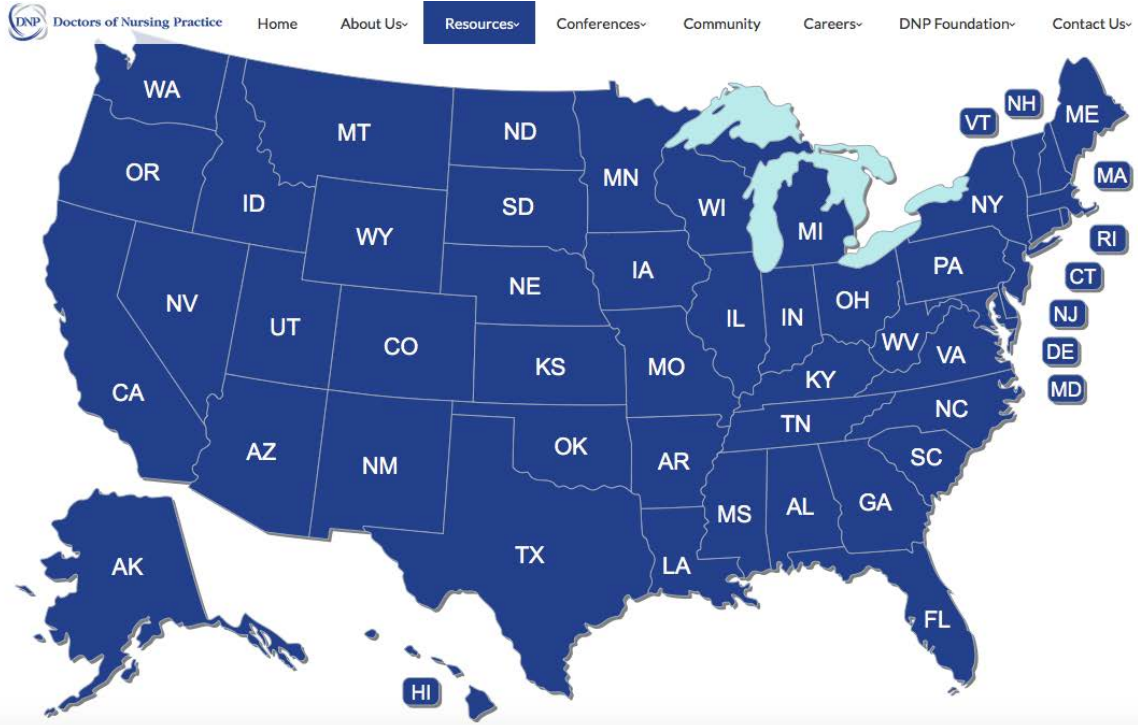 DNP Doctors of Nursing Practice Home About Us Resources Conferences Community Careers DNP Foundation Contact Us
WA
MT
ND
MN
ME
NH
VT
OR
ID
SD
WI
MI
NY
MA
WY
RI
IA
PA
CT
NE
NV
UT
CO
IL
IN
OH
NJ
WV
VA
DE
KS
MO
KY
MD
CA
NC
TN
AZ
NM
OK
AR
SC
MS
AL
GA
TX
LA
AK
FL
HI